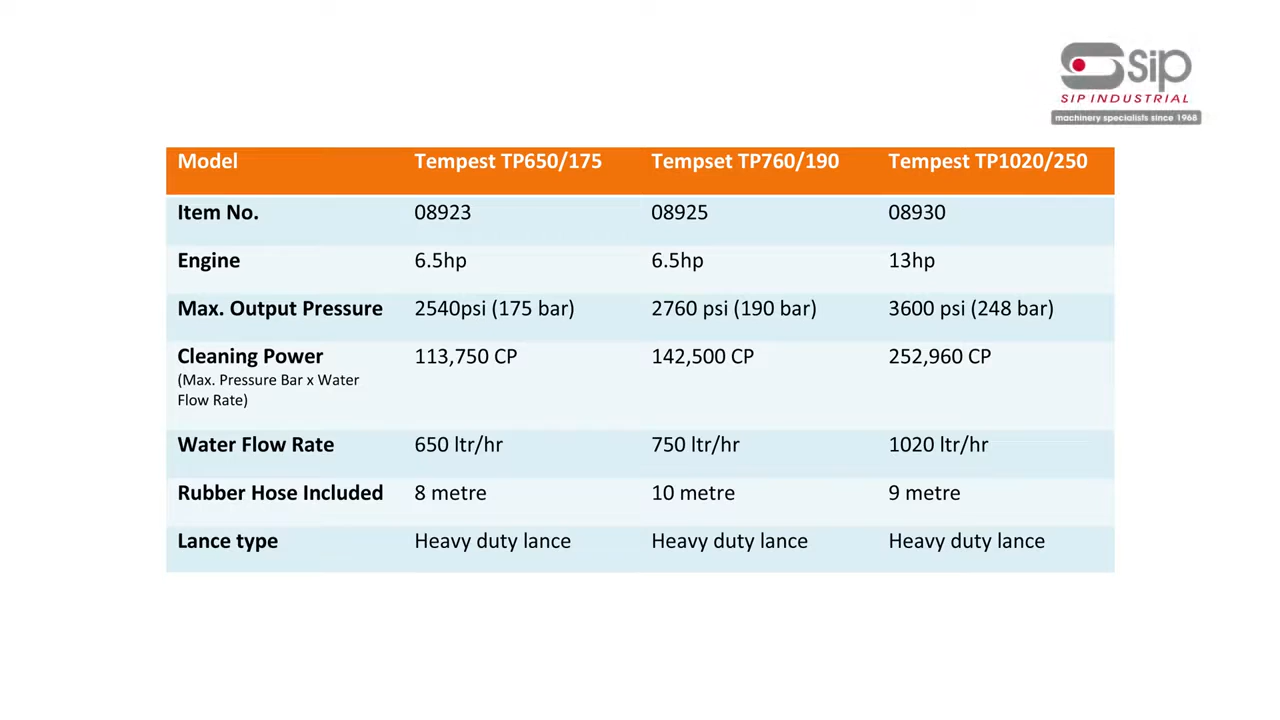 sip
SIP INDUSTRIAL
machinery specialists since 1968
Model Tempest TP650/175 Tempset TP760/190 Tempest TP1020/250
Item No. 08923 08925 08930
Engine 6.5hp 6.5hp 13hp
Max. Output Pressure 2540psi (175 bar) 2760 psi (190 bar) 3600 psi (248 bar)
Cleaning Power 113,750 CP 142,500 CP 252,960 CP
(Max. Pressure Bar x Water
Flow Rate)
Water Flow Rate 650 ltr/hr 750 ltr/hr 1020 ltr/hr
Rubber Hose Included 8 metre 10 metre 9 metre
Lance type Heavy duty lance Heavy duty lance Heavy duty lance